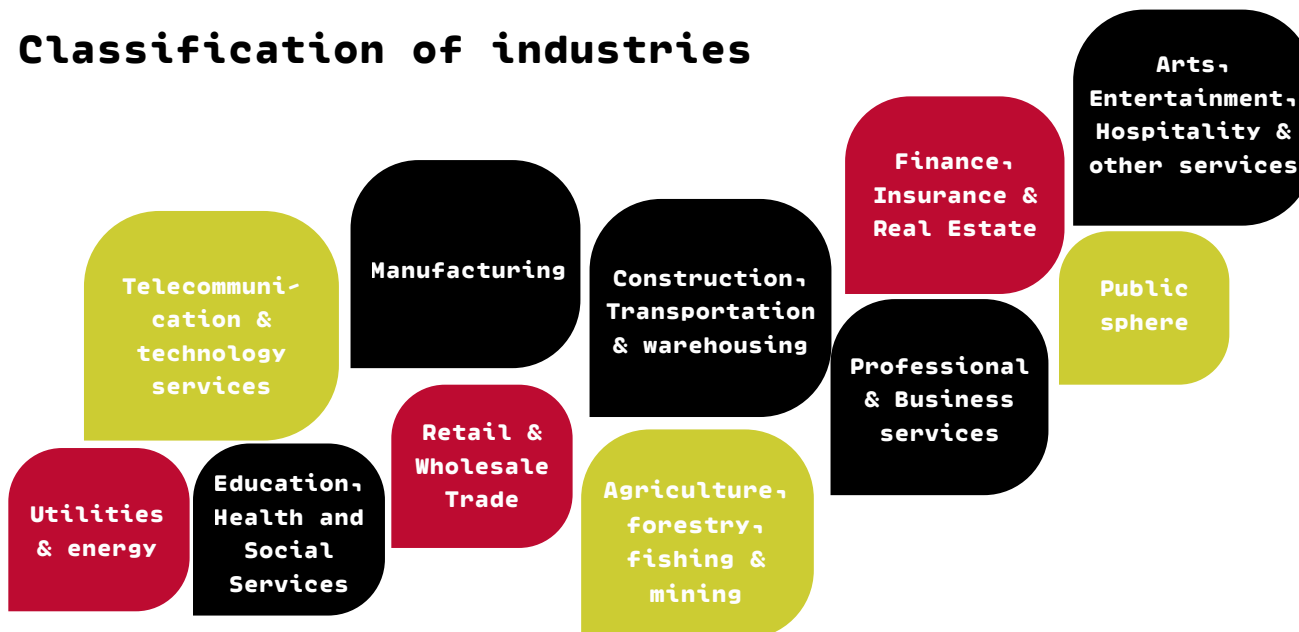 Classification of industries
Arts,
Entertainment,
Hospitality &
other services
Finance,
Insurance &
Real Estate
Manufacturing
Construction,
Transportation
& warehousing
Telecommuni-
cation &
technology
services
Public
sphere
Professional
& Business
services
Retail &
Wholesale
Trade
Education,
Health and
Social
Services
Utilities
& energy
Agriculture,
forestry,
fishing &
mining